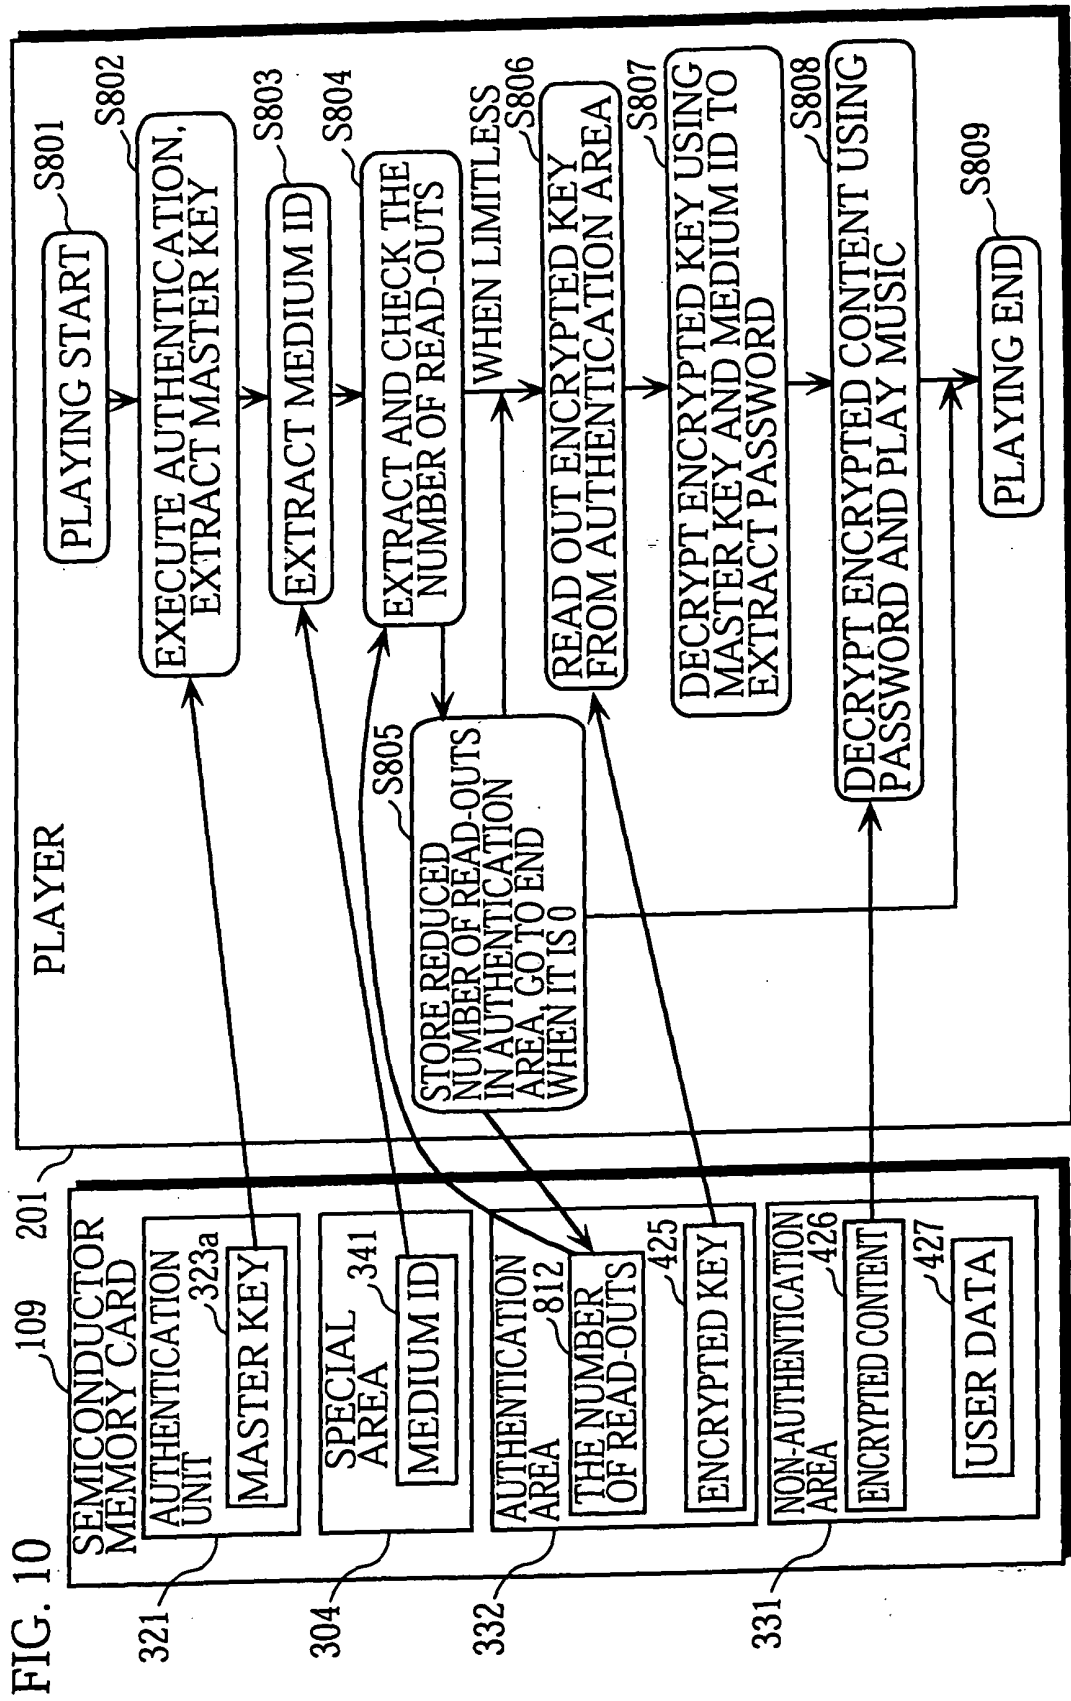 FIG. 10
109
201
SEMICONDUCTOR
MEMORY CARD
321
AUTHENTICATION
UNIT
323a
MASTER KEY
304
SPECIAL
AREA
341
MEDIUM ID
332
AUTHENTICATION
AREA
812
THE NUMBER
OF READ-OUTS
425
ENCRYPTED KEY
331
NON-AUTHENTICATION
AREA
426
ENCRYPTED CONTENT
427
USER DATA
PLAYER
PLAYING START
S801
EXECUTE AUTHENTICATION,
EXTRACT MASTER KEY
S802
EXTRACT MEDIUM ID
S803
EXTRACT AND CHECK THE
NUMBER OF READ-OUTS
S804
S805
STORE REDUCED
NUMBER OF READ-OUTS
IN AUTHENTICATION
AREA, GO TO END
WHEN IT IS 0
WHEN LIMITLESS
READ OUT ENCRYPTED KEY
FROM AUTHENTICATION AREA
S806
DECRYPT ENCRYPTED KEY USING
MASTER KEY AND MEDIUM ID TO
EXTRACT PASSWORD
S807
DECRYPT ENCRYPTED CONTENT USING
PASSWORD AND PLAY MUSIC
S808
PLAYING END
S809